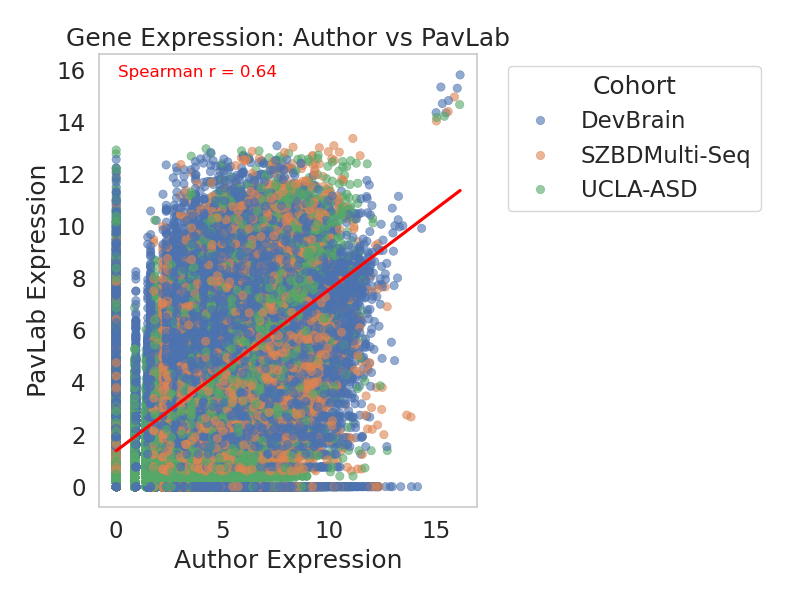 Gene Expression: Author vs PavLab
Spearman r = 0.64
16
14
12
10
8
6
4
2
0
PavLab Expression
0 5 10 15
Author Expression
Cohort
DevBrain
SZBDMulti-Seq
UCLA-ASD